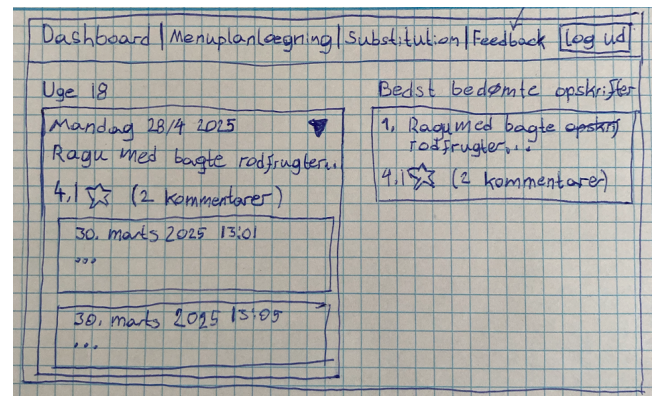 Dashboard | Menuplanlægning | Substitution | Feedback Log ud
Uge 18
Mandag 28/4 2025
Ragu med bagte rodfrugter...
4,1 (2 kommentarer)
30. marts 2025 13:01
...
30. marts 2025 13:05
...
Bedst bedømte opskrifter
1. Ragu med bagte
rodfrugter...
4,1 (2 kommentarer)